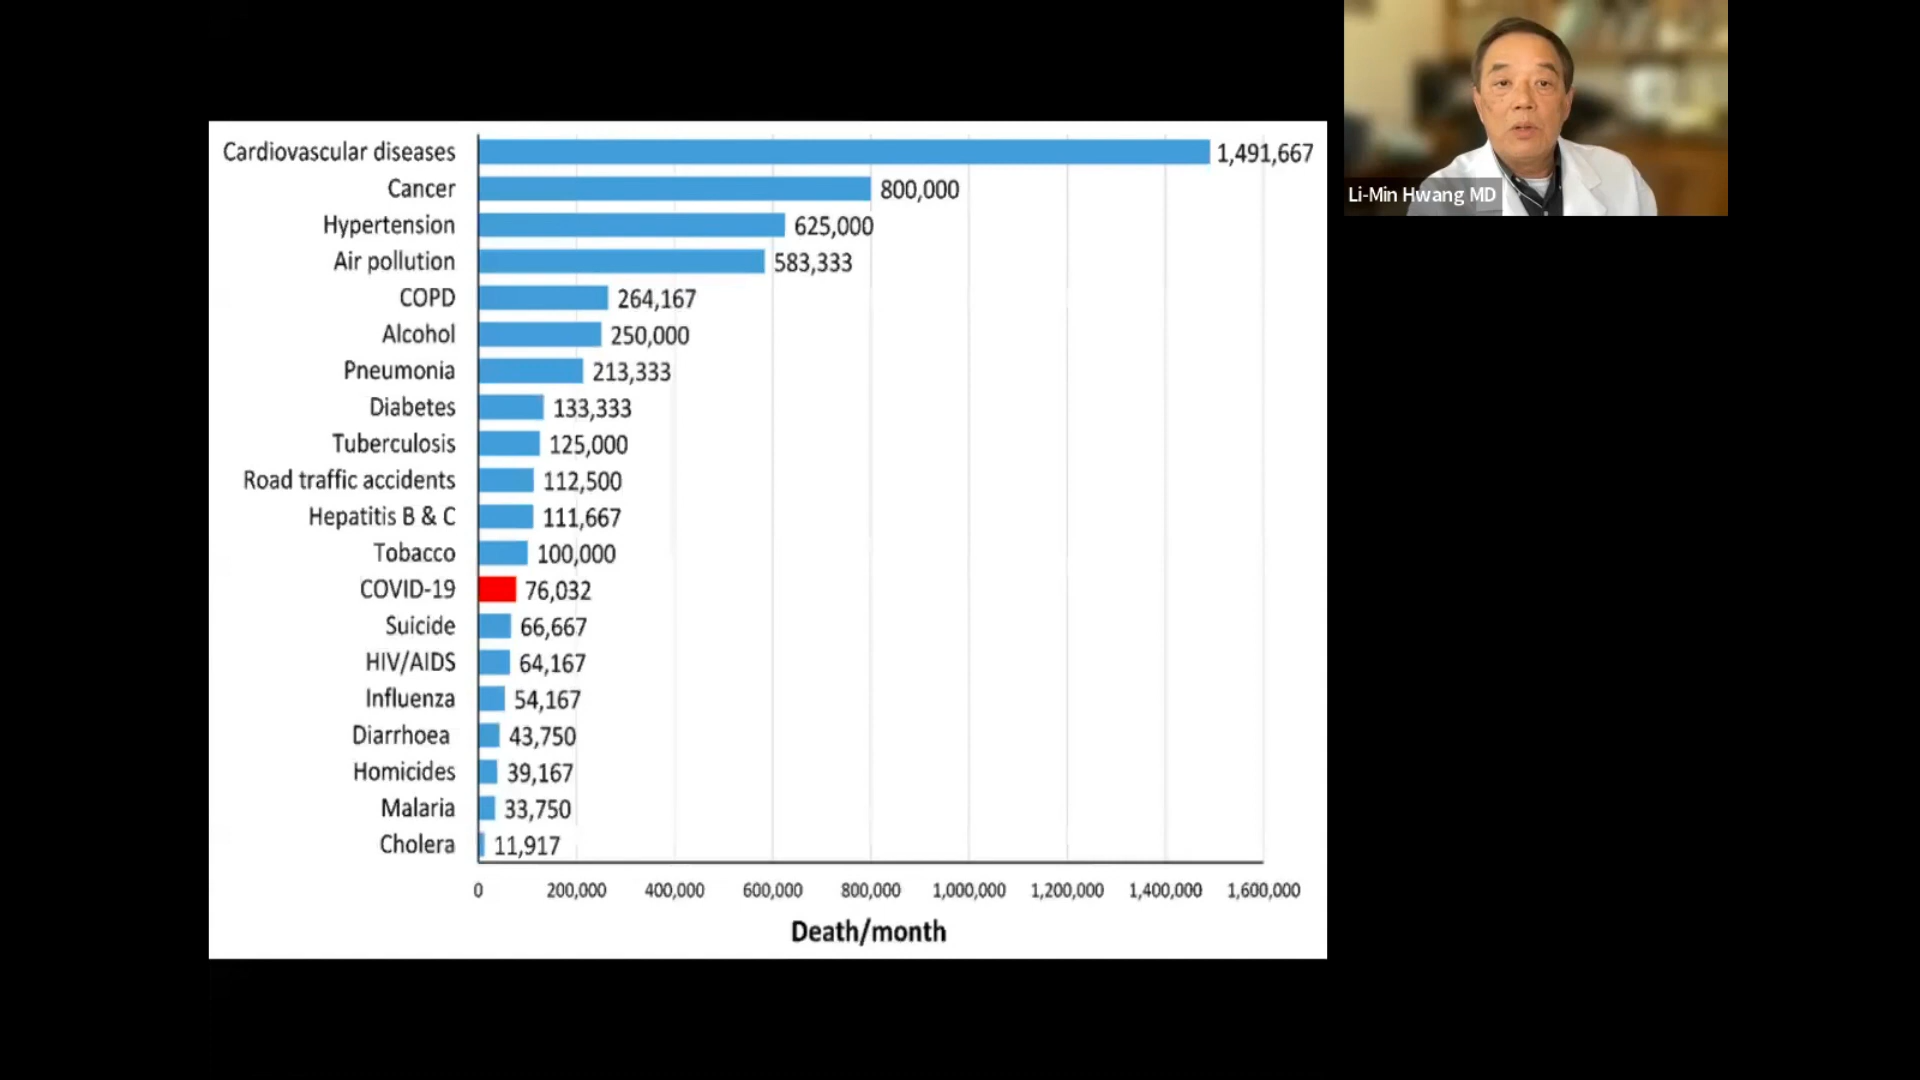 Cardiovascular diseases 1,491,667
Cancer 800,000
Hypertension 625,000
Air pollution 583,333
COPD 264,167
Alcohol 250,000
Pneumonia 213,333
Diabetes 133,333
Tuberculosis 125,000
Road traffic accidents 112,500
Hepatitis B & C 111,667
Tobacco 100,000
COVID-19 76,032
Suicide 66,667
HIV/AIDS 64,167
Influenza 54,167
Diarrhoea 43,750
Homicides 39,167
Malaria 33,750
Cholera 11,917
0 200,000 400,000 600,000 800,000 1,000,000 1,200,000 1,400,000 1,600,000
Death/month
Li-Min Hwang MD